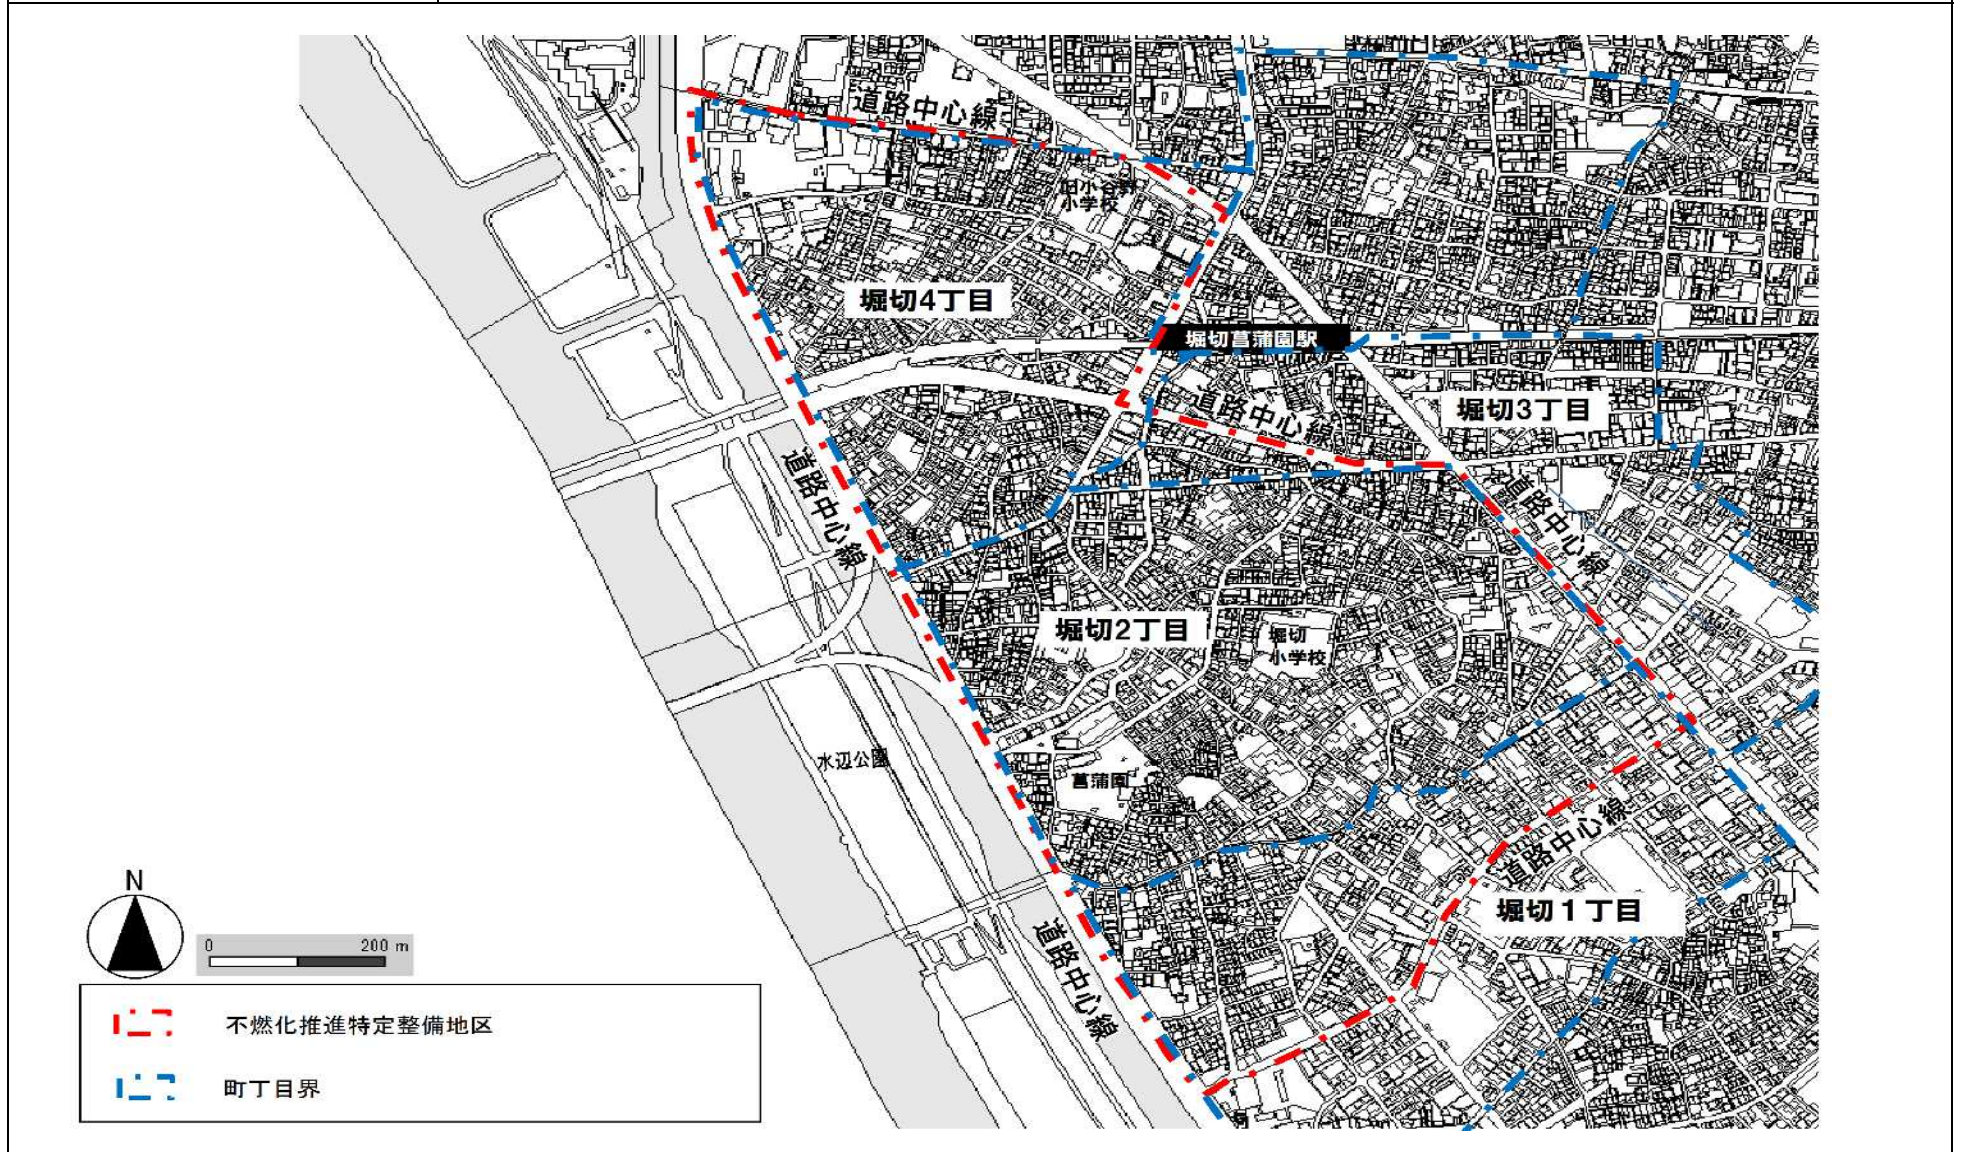 道路中心線
旧小谷野
小学校
堀切4丁目
堀切菖蒲園駅
道路中心線
堀切3丁目
道路中心線
道路中心線
堀切2丁目
堀切
小学校
水辺公園
菖蒲園
道路中心線
堀切1丁目
道路中心線
N
0 200 m
不燃化推進特定整備地区
町丁目界